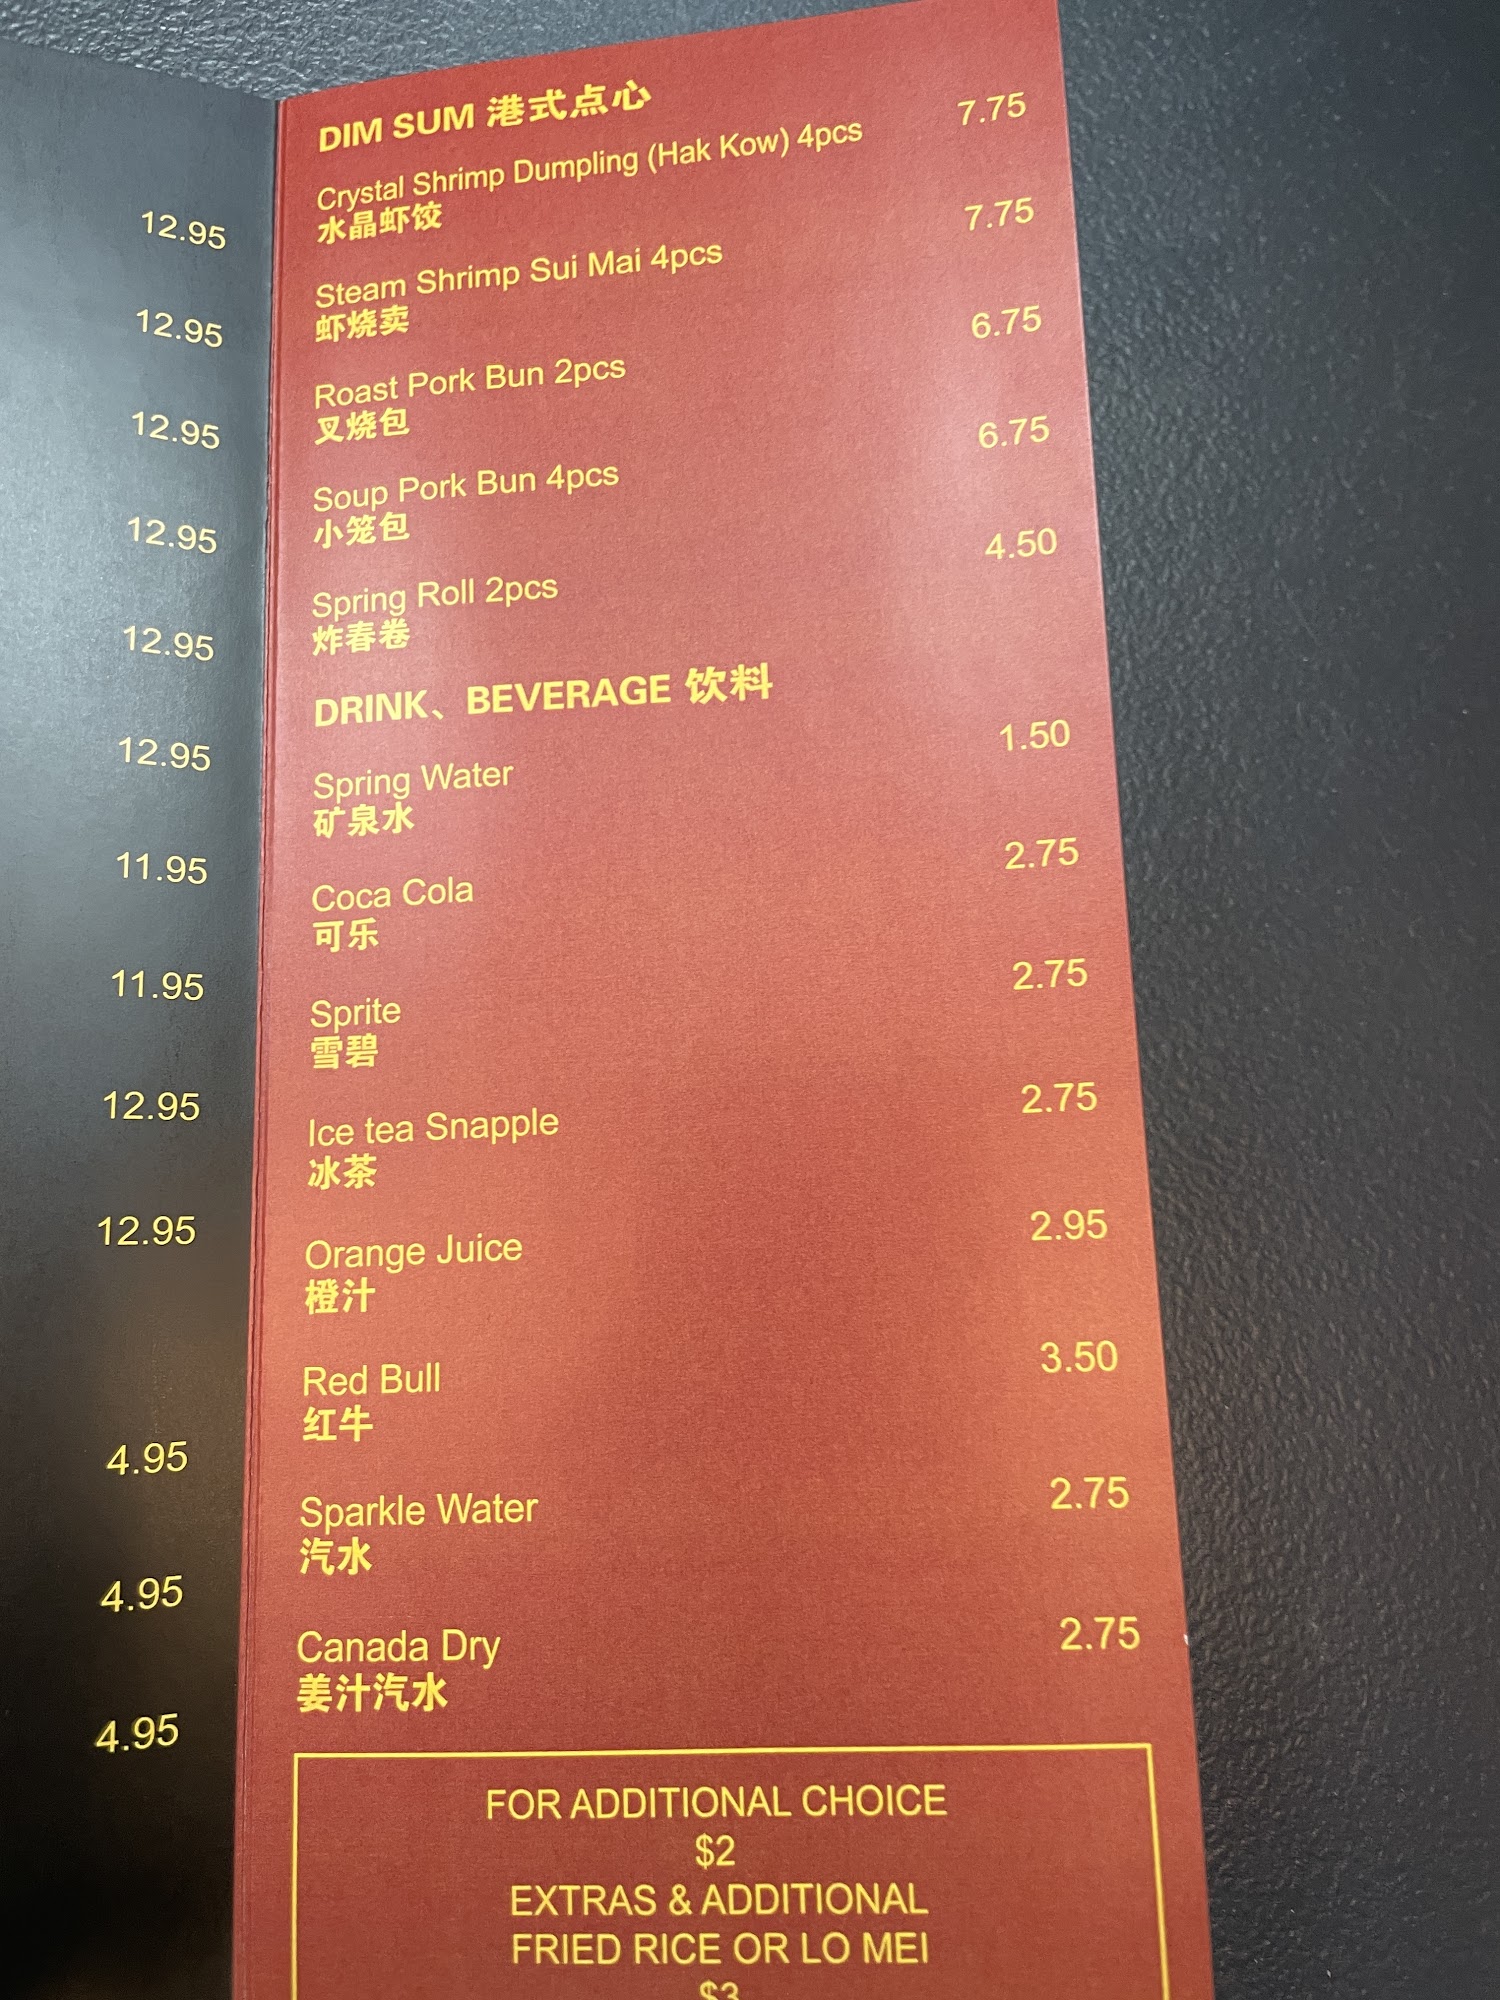 12.95
12.95
12.95
12.95
12.95
12.95
11.95
11.95
12.95
12.95
4.95
4.95
4.95
DIM SUM 港式点心
Crystal Shrimp Dumpling (Hak Kow) 4pcs 7.75
水晶虾饺
Steam Shrimp Sui Mai 4pcs 7.75
虾烧卖
Roast Pork Bun 2pcs 6.75
叉烧包
Soup Pork Bun 4pcs 6.75
小笼包
Spring Roll 2pcs 4.50
炸春卷
DRINK、BEVERAGE 饮料
Spring Water 1.50
矿泉水
Coca Cola 2.75
可乐
Sprite 2.75
雪碧
Ice tea Snapple 2.75
冰茶
Orange Juice 2.95
橙汁
Red Bull 3.50
红牛
Sparkle Water 2.75
汽水
Canada Dry 2.75
姜汁汽水
FOR ADDITIONAL CHOICE
$2
EXTRAS & ADDITIONAL
FRIED RICE OR LO MEI
$3